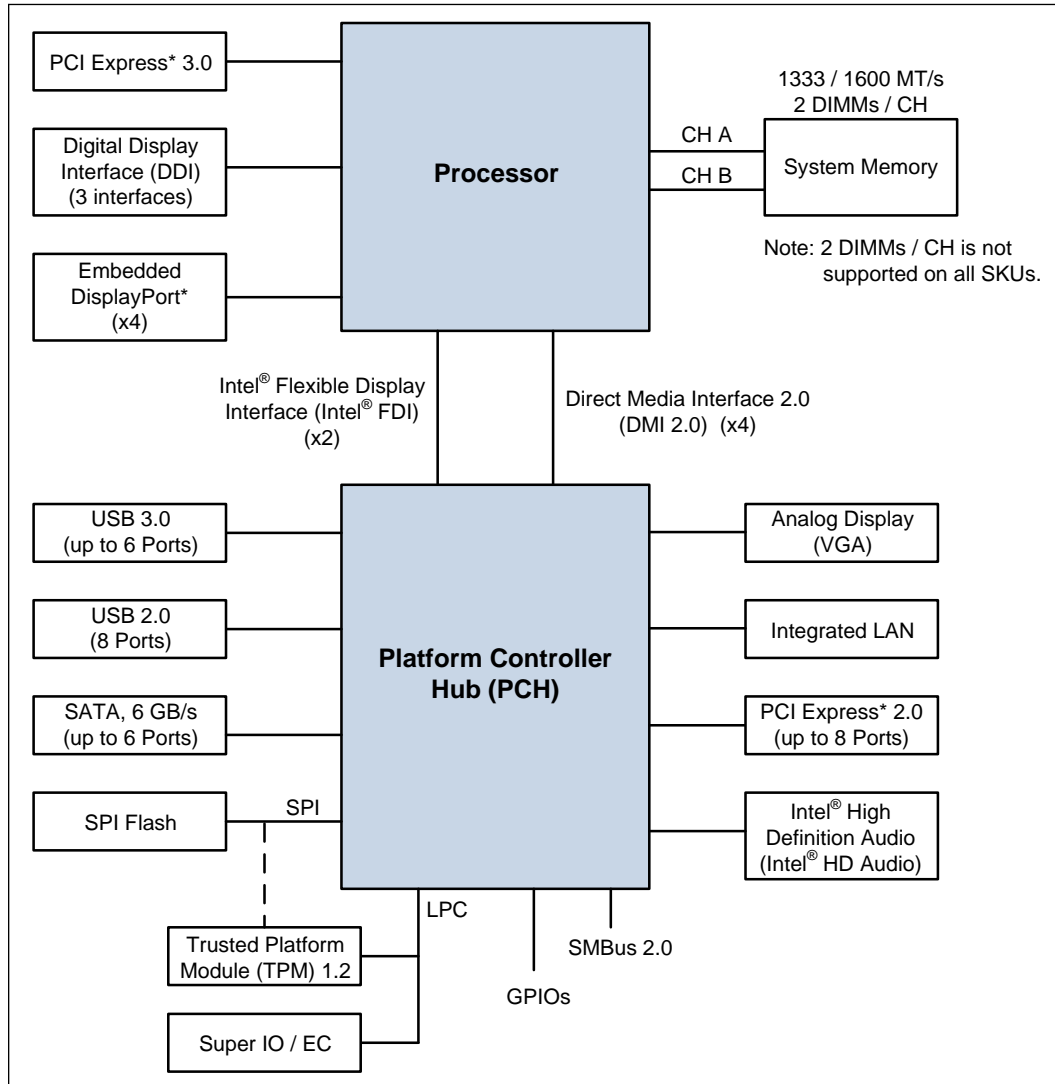 PCI Express* 3.0
Digital Display
Interface (DDI)
(3 interfaces)
Embedded
DisplayPort*
(x4)
Processor
CH A
CH B
1333 / 1600 MT/s
2 DIMMs / CH
System Memory
Note: 2 DIMMs / CH is not
supported on all SKUs.
Intel® Flexible Display
Interface (Intel® FDI)
(x2)
Direct Media Interface 2.0
(DMI 2.0) (x4)
USB 3.0
(up to 6 Ports)
USB 2.0
(8 Ports)
SATA, 6 GB/s
(up to 6 Ports)
SPI Flash
SPI
Platform Controller
Hub (PCH)
Analog Display
(VGA)
Integrated LAN
PCI Express* 2.0
(up to 8 Ports)
Intel® High
Definition Audio
(Intel® HD Audio)
LPC
Trusted Platform
Module (TPM) 1.2
Super IO / EC
SMBus 2.0
GPIOs